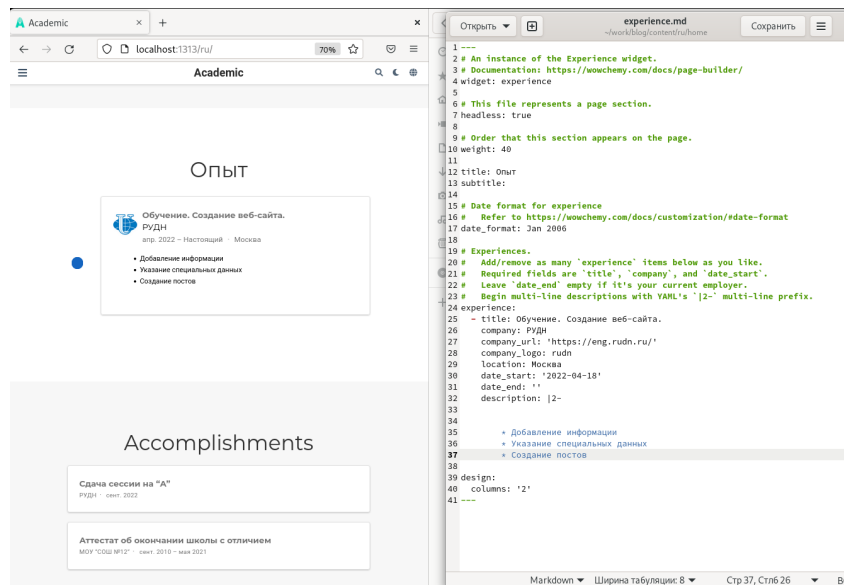 Academic
localhost:1313/ru/
70%
Academic
Опыт
Обучение. Создание веб-сайта.
РУДН
апр. 2022 – Настоящий · Москва
• Добавление информации
• Указание специальных данных
• Создание постов
Accomplishments
Сдача сессии на “А”
РУДН · сент. 2022
Аттестат об окончании школы с отличием
МОУ "СОШ №12" · сент. 2010 – мая 2021
Открыть
experience.md
~/work/blog/content/ru/home
Сохранить
1 ---
2 # An instance of the Experience widget.
3 # Documentation: https://wowchemy.com/docs/page-builder/
4 widget: experience
5
6 # This file represents a page section.
7 headless: true
8
9 # Order that this section appears on the page.
10 weight: 40
11
12 title: Опыт
13 subtitle:
14
15 # Date format for experience
16 #   Refer to https://wowchemy.com/docs/customization/#date-format
17 date_format: Jan 2006
18
19 # Experiences.
20 #   Add/remove as many `experience` items below as you like.
21 #   Required fields are `title`, `company`, and `date_start`.
22 #   Leave `date_end` empty if it's your current employer.
23 #   Begin multi-line descriptions with YAML's `|2-` multi-line prefix.
24 experience:
25   - title: Обучение. Создание веб-сайта.
26     company: РУДН
27     company_url: 'https://eng.rudn.ru/'
28     company_logo: rudn
29     location: Москва
30     date_start: '2022-04-18'
31     date_end: ''
32     description: |2-
33
34
35         * Добавление информации
36         * Указание специальных данных
37         * Создание постов
38
39 design:
40   columns: '2'
41 ---
Markdown
Ширина табуляции: 8
Стр 37, Стлб 26